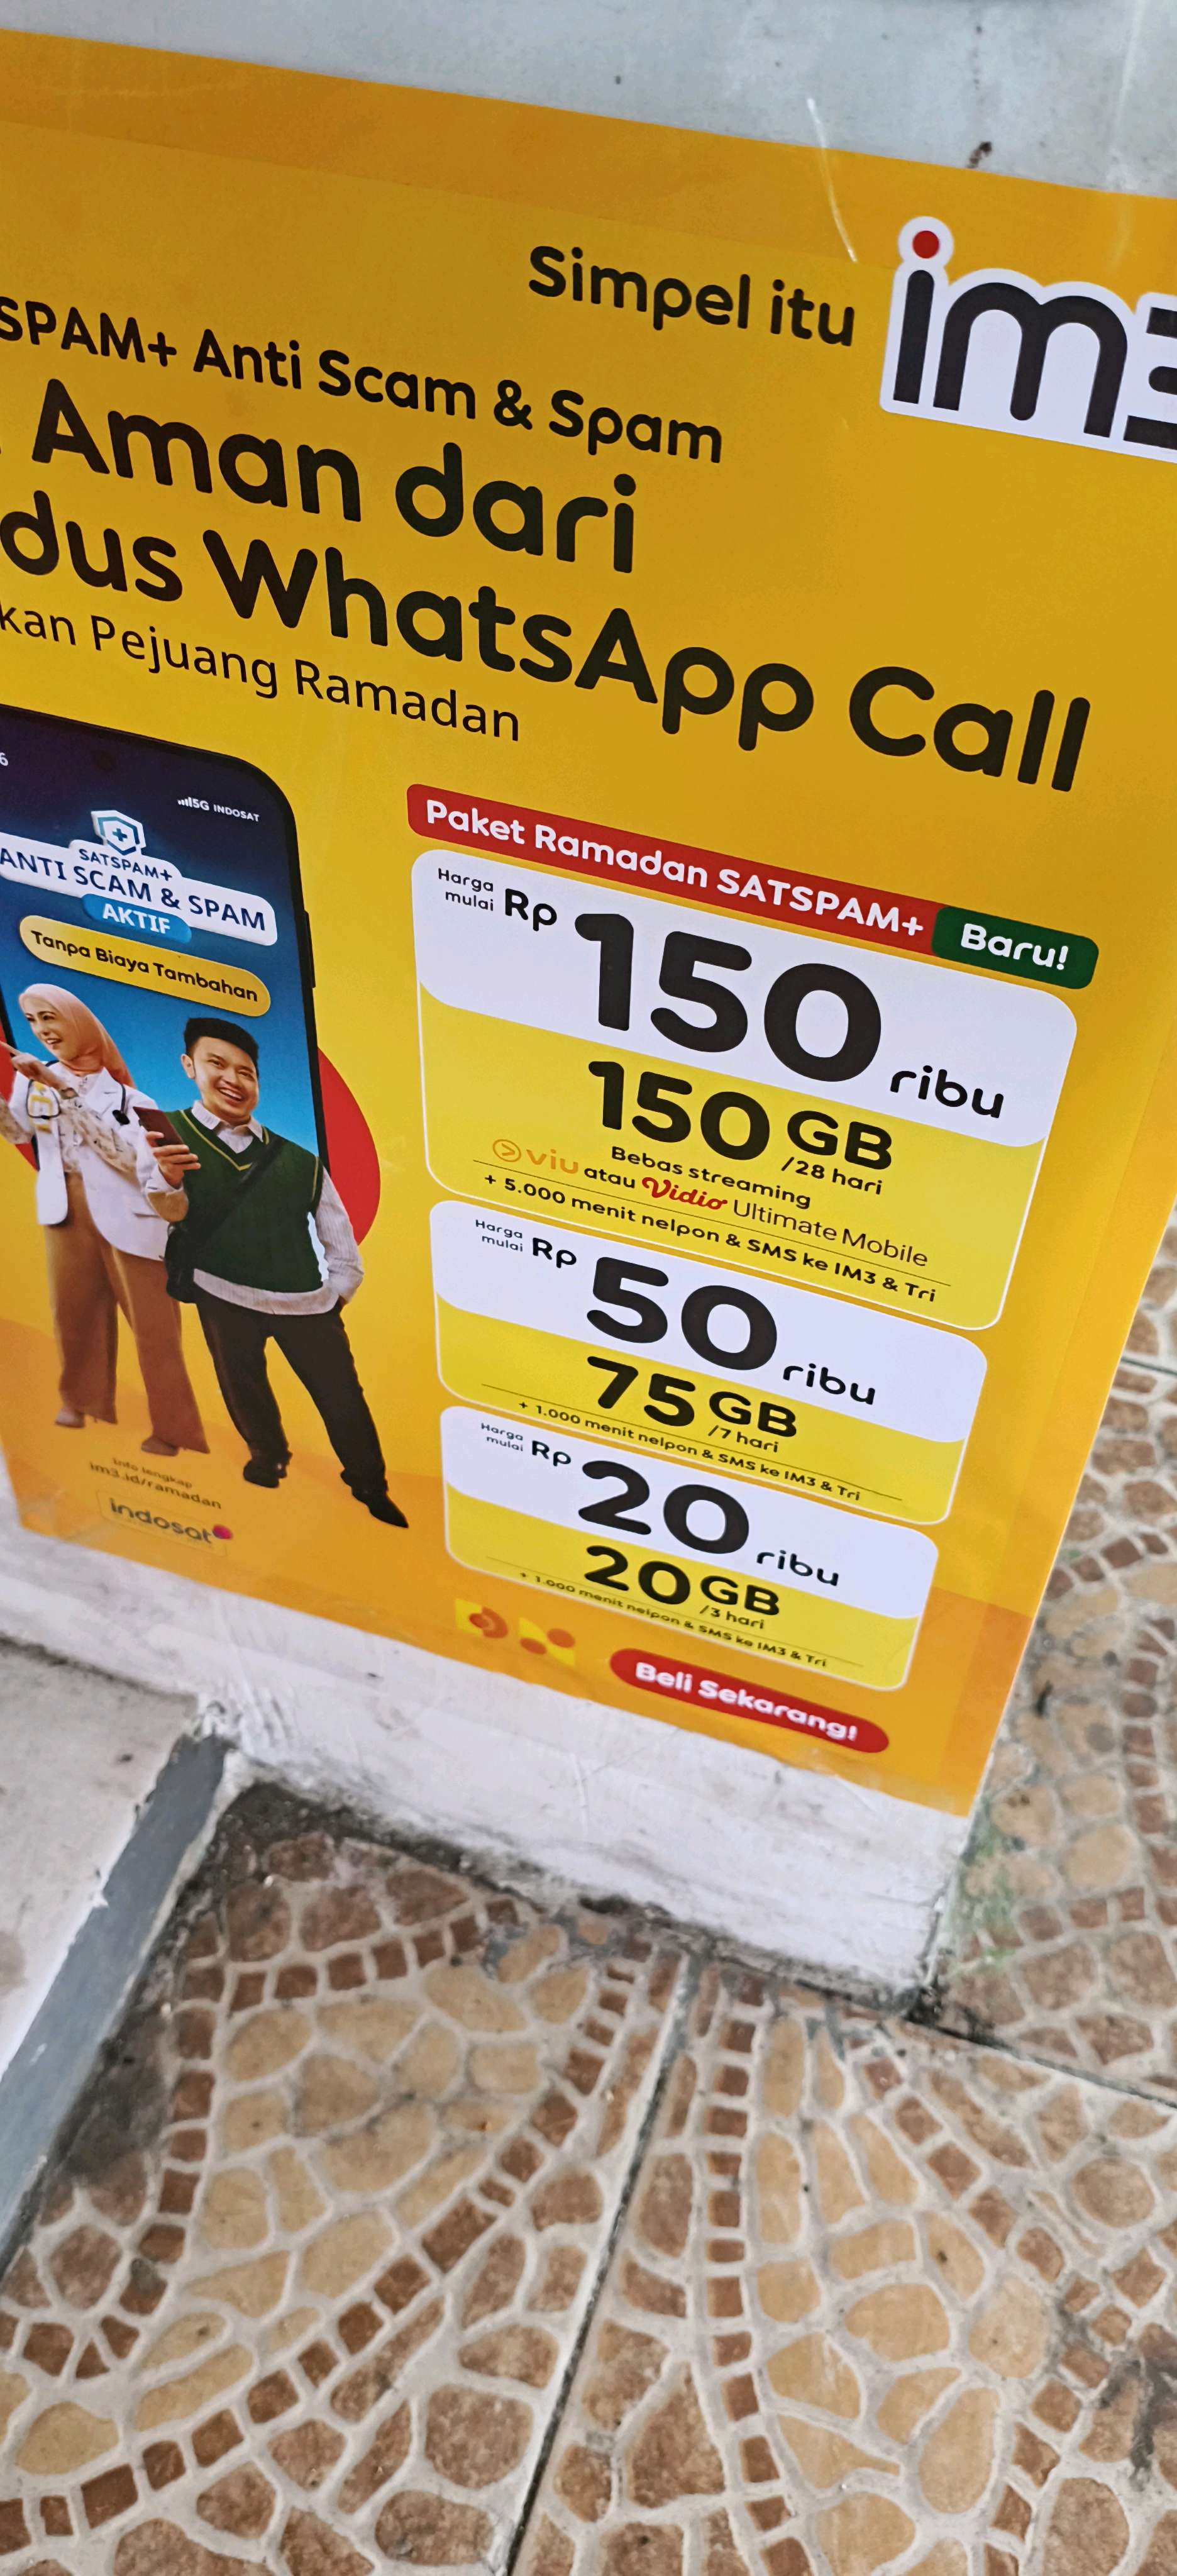 Simpel itu im3
SPAM+ Anti Scam & Spam
Aman dari
dus WhatsApp Call
kan Pejuang Ramadan
6
5G INDOSAT
SATSPAM+
ANTI SCAM & SPAM
AKTIF
Tanpa Biaya Tambahan
Info lengkap
im3.id/ramadan
indosat
Paket Ramadan SATSPAM+ Baru!
Harga mulai Rp 150 ribu
150 GB /28 hari
Bebas streaming
viu atau Vidio Ultimate Mobile
+ 5.000 menit nelpon & SMS ke IM3 & Tri
Harga mulai Rp 50 ribu
75 GB /7 hari
+ 1.000 menit nelpon & SMS ke IM3 & Tri
Harga mulai Rp 20 ribu
20 GB /3 hari
+ 1.000 menit nelpon & SMS ke IM3 & Tri
Beli Sekarang!